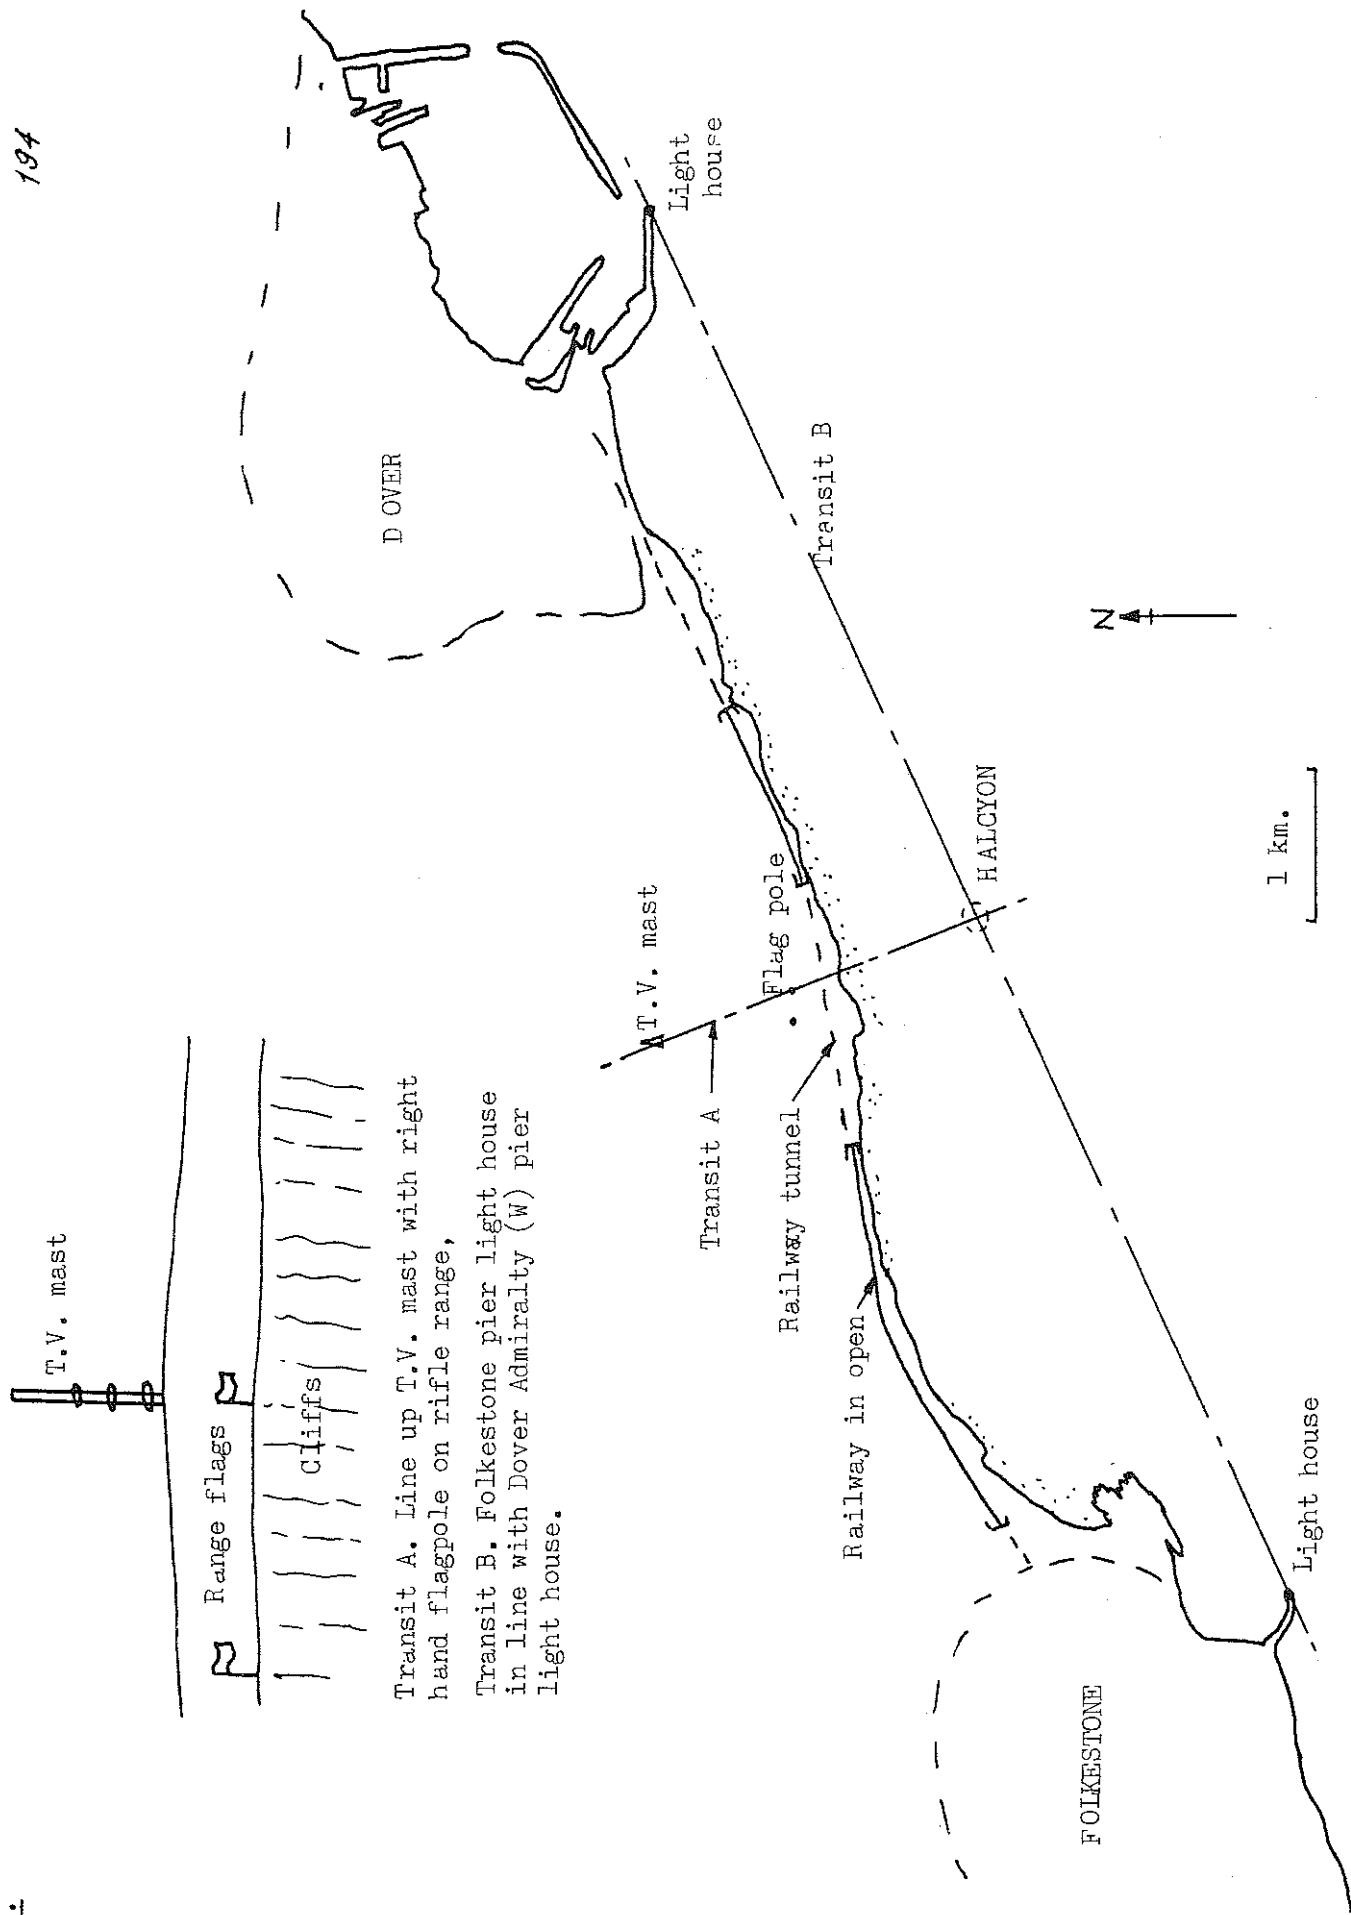 194
T.V. mast
Range flags
Cliffs
Transit A. Line up T.V. mast with right
hand flagpole on rifle range,
Transit B. Folkestone pier light house
in line with Dover Admiralty (W) pier
light house.
DOVER
Light
house
T.V. mast
Flag pole
Transit A
Railway tunnel
Transit B
Railway in open
HALCYON
N
1 km.
FOLKESTONE
Light house